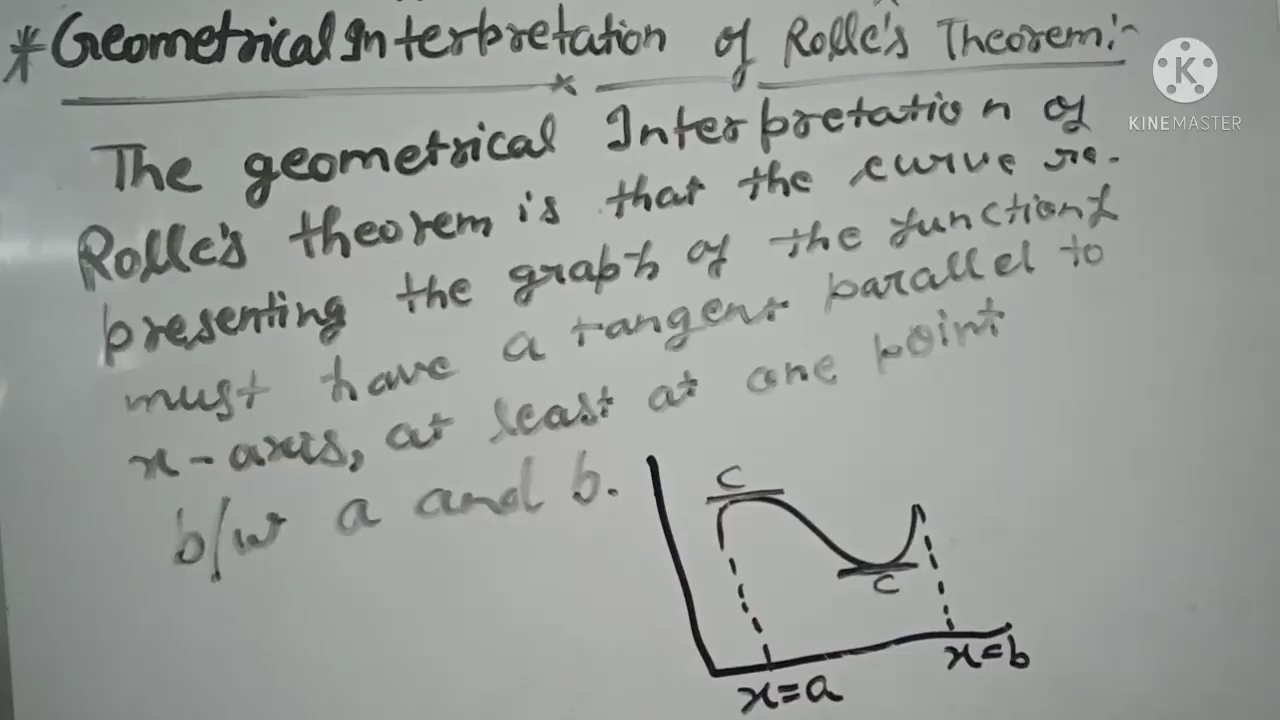 * Geometrical Interpretation of Rolle's Theorem:-
K
KINEMASTER
The geometrical Interpretation of
Rolle's theorem is that the curve re-
presenting the graph of the function f
must have a tangent parallel to
x-axis, at least at one point
b/w a and b.
C
C
x=a
x=b